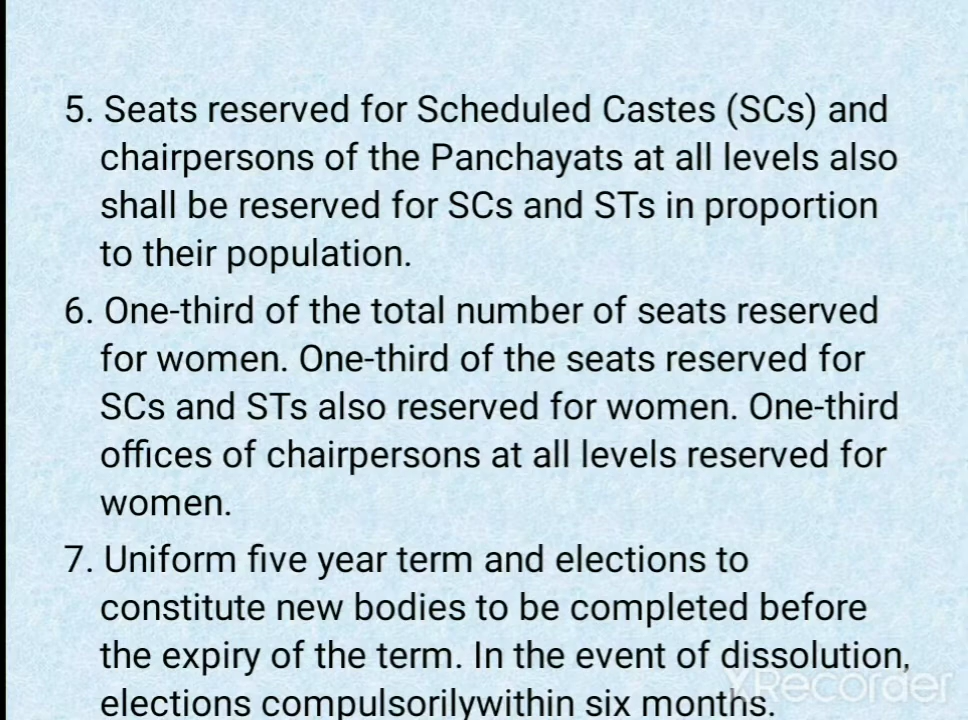 5. Seats reserved for Scheduled Castes (SCs) and
chairpersons of the Panchayats at all levels also
shall be reserved for SCs and STs in proportion
to their population.
6. One-third of the total number of seats reserved
for women. One-third of the seats reserved for
SCs and STs also reserved for women. One-third
offices of chairpersons at all levels reserved for
women.
7. Uniform five year term and elections to
constitute new bodies to be completed before
the expiry of the term. In the event of dissolution,
elections compulsorilywithin six months.
XRecorder